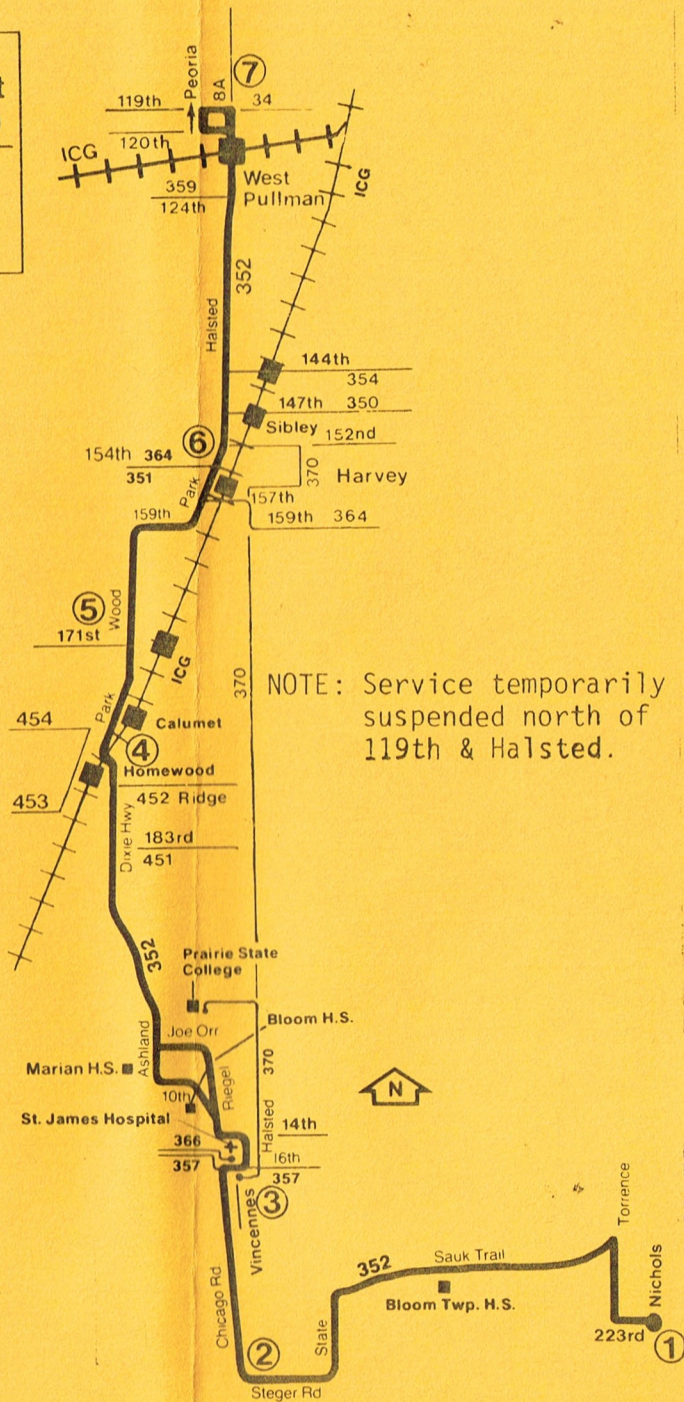 t
Peoria
⑦
8A
119th
34
120th
ICG
West
Pullman
359
124th
ICG
352
Halsted
144th
354
147th 350
Sibley
152nd
⑥
154th 364
351
370
Harvey
Park
157th
159th
159th 364
⑤
Wood
171st
ICG
370
NOTE: Service temporarily
suspended north of
119th & Halsted.
454
Park
Calumet
④
Homewood
453
452 Ridge
Dixie Hwy
183rd
451
352
Prairie State
College
Bloom H.S.
Ashland
Joe Orr
370
Marian H.S.
Riegel
N
10th
St. James Hospital
Halsted
14th
366
357
16th
357
③
Vincennes
Torrence
352
Sauk Trail
Nichols
Bloom Twp. H.S.
Chicago Rd
State
223rd
①
②
Steger Rd